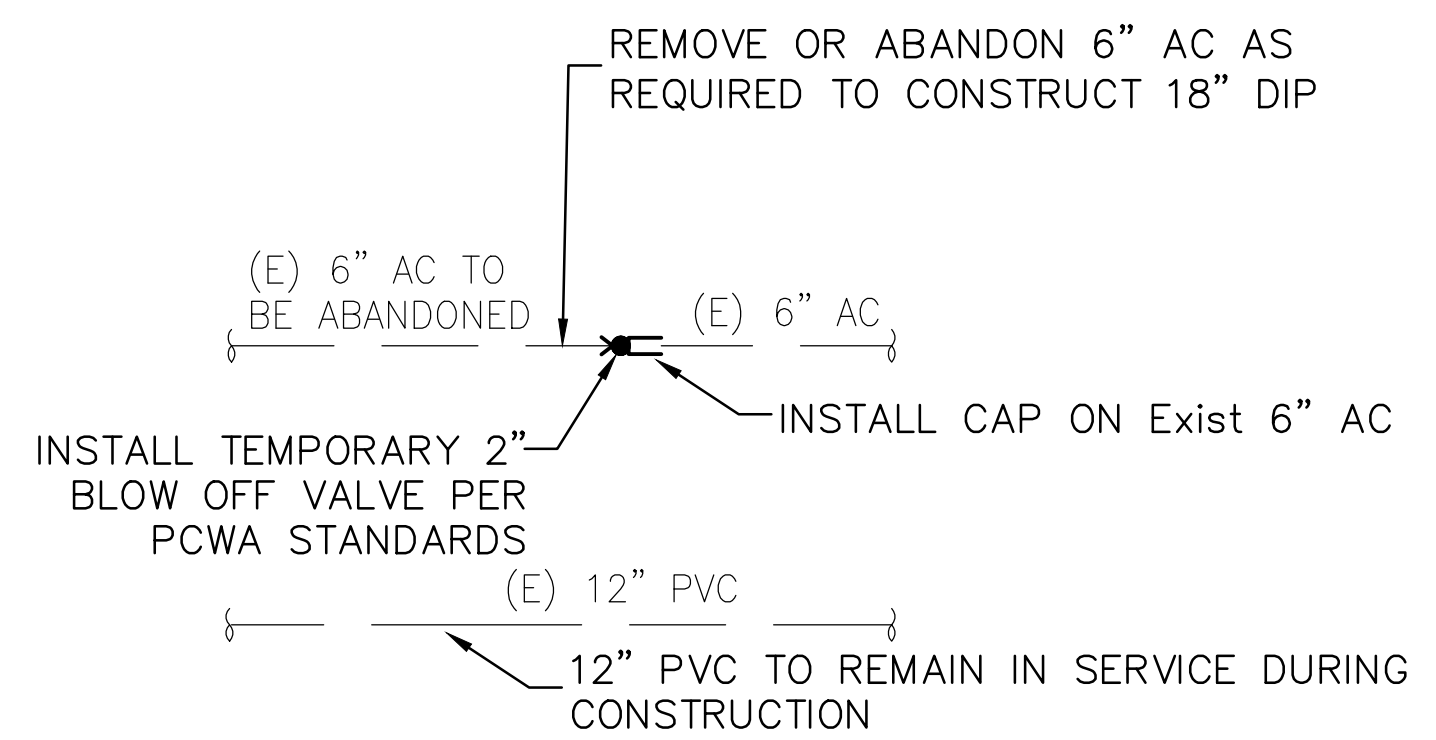 REMOVE OR ABANDON 6” AC AS
REQUIRED TO CONSTRUCT 18” DIP
(E) 6” AC TO
BE ABANDONED
(E) 6” AC
INSTALL CAP ON Exist 6” AC
INSTALL TEMPORARY 2”
BLOW OFF VALVE PER
PCWA STANDARDS
(E) 12” PVC
12” PVC TO REMAIN IN SERVICE DURING
CONSTRUCTION